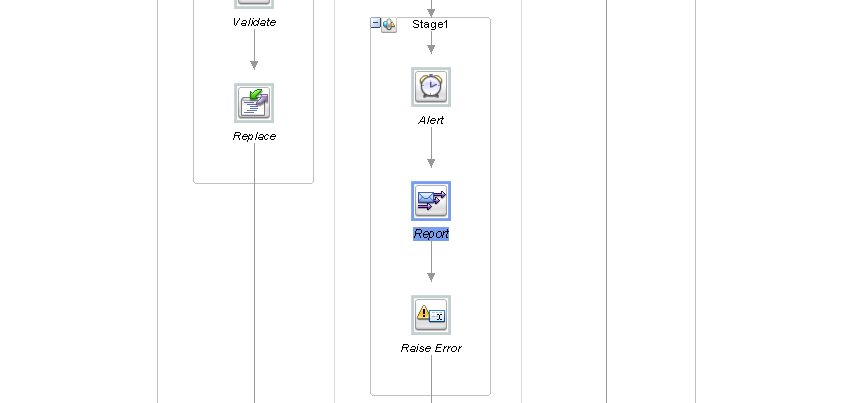 Validate
Replace
Stage1
Alert
Report
Raise Error